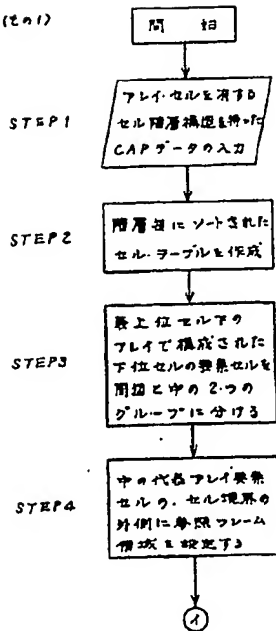 (その1)
開始
STEP1
アレイ・セルを有する
セル階層構造を持った
CAPデータの入力
STEP2
階層順にソートされた
セル・テーブルを作成
STEP3
最上位セル下の
アレイで構成された
下位セルの要素セルを
周辺と中の2つの
グループに分ける
STEP4
中の代表アレイ要素
セルの、セル境界の
外側に参照フレーム
領域を設定する
イ